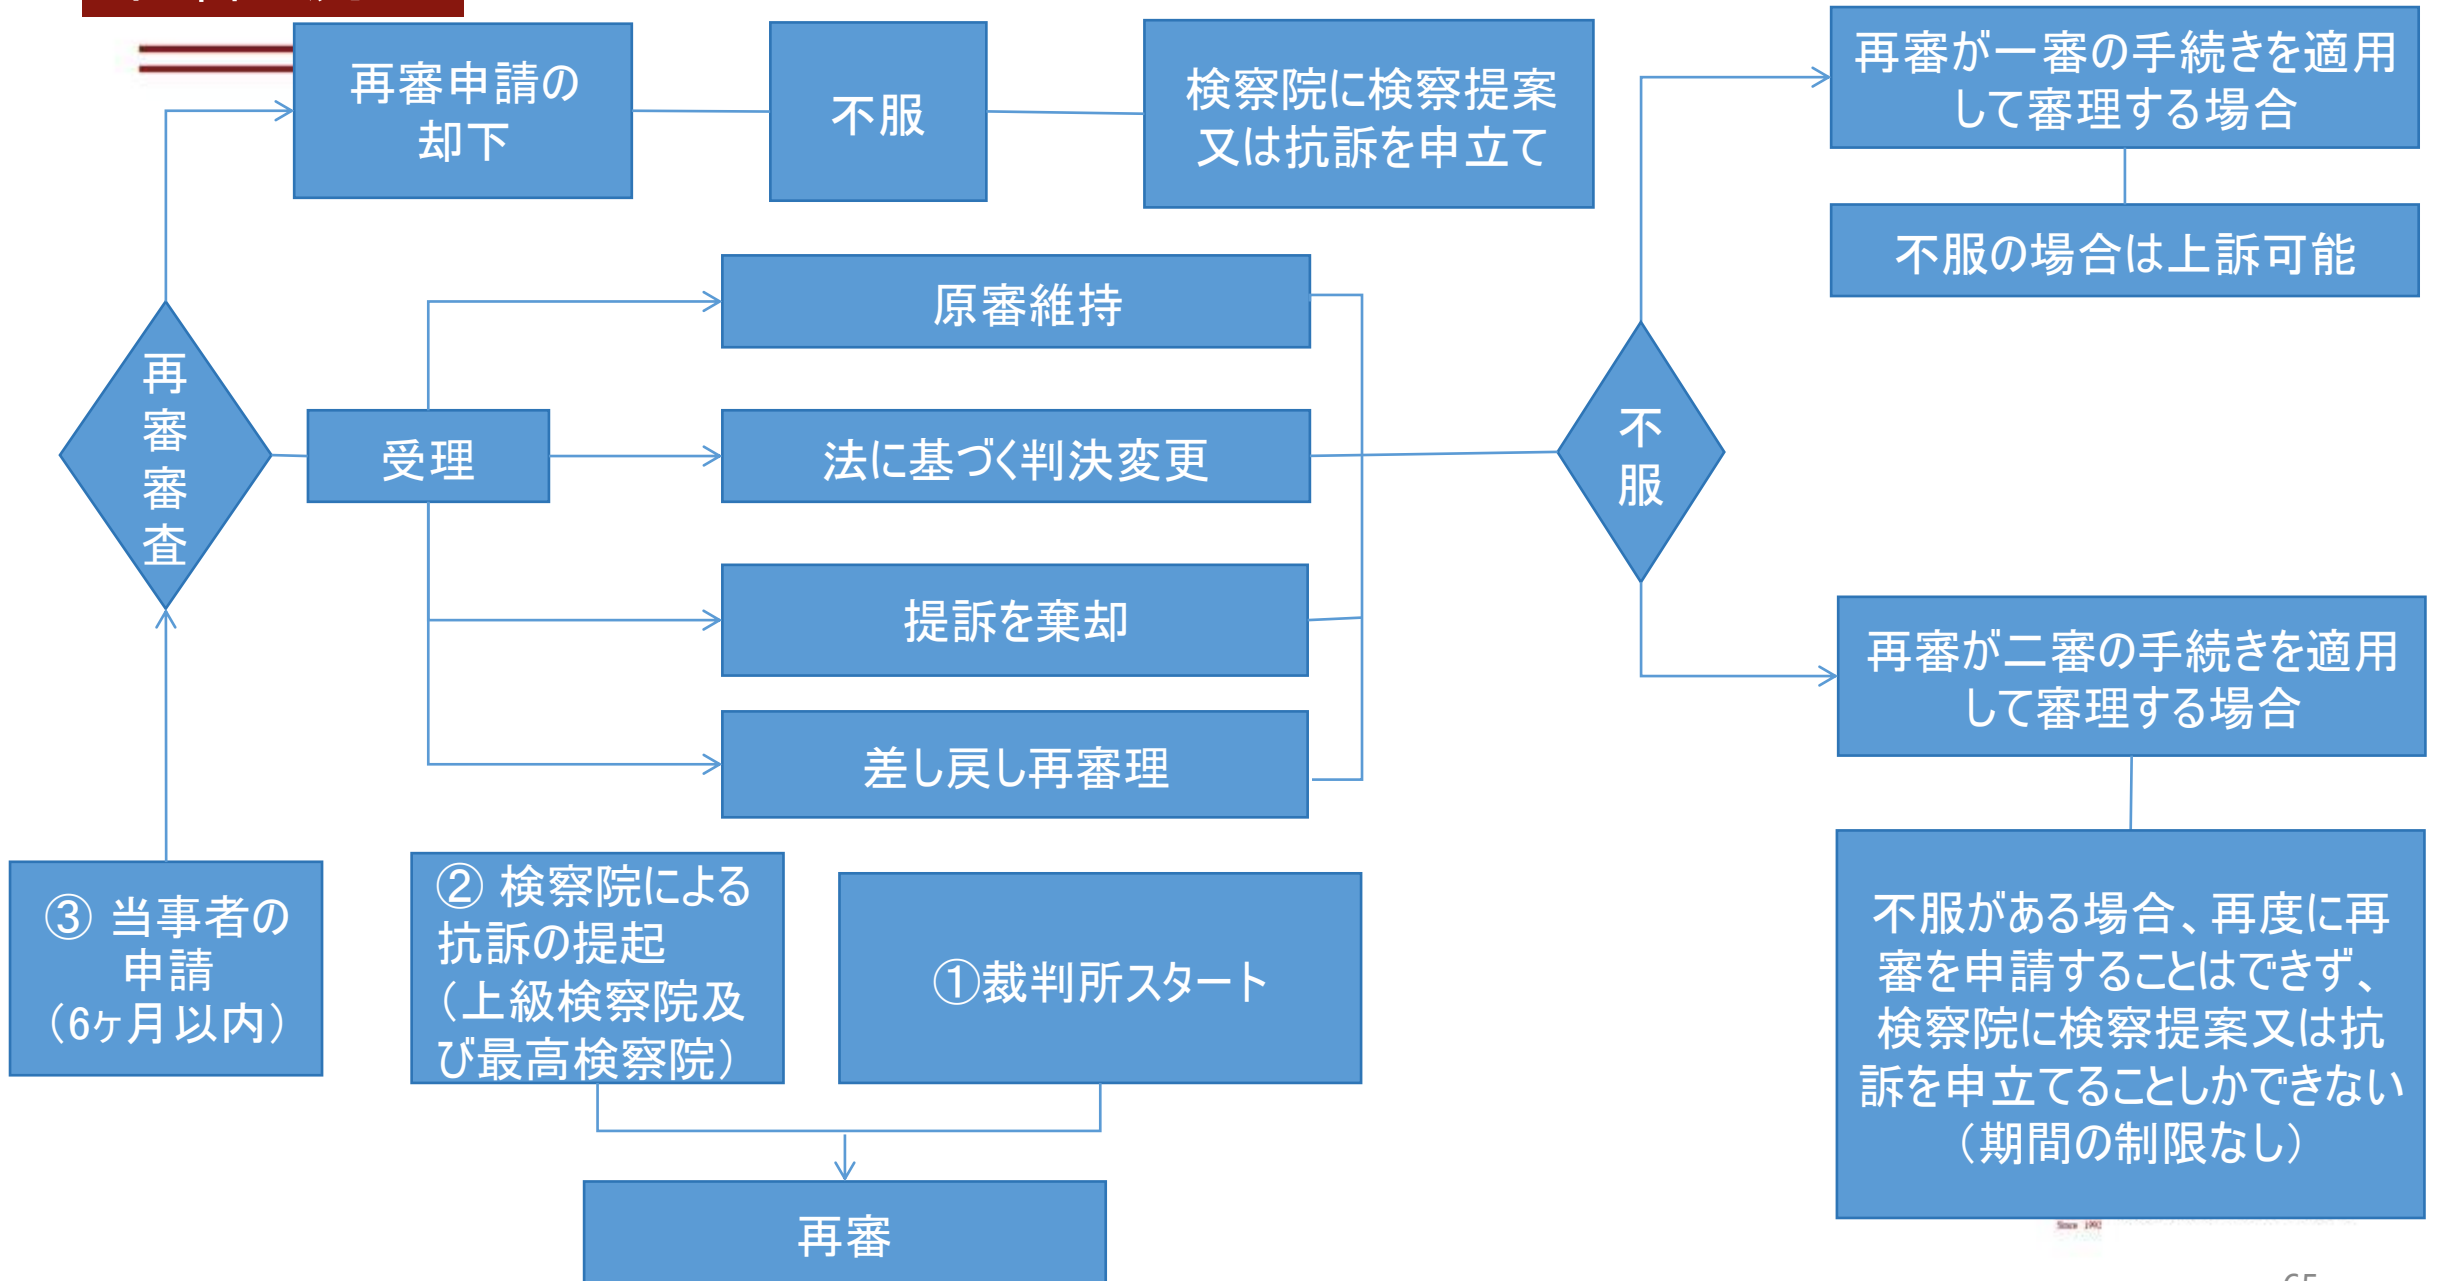 再審申請の
却下
不服
検察院に検察提案
又は抗訴を申立て
再審が一審の手続きを適用
して審理する場合
不服の場合は上訴可能
原審維持
再審審査
受理
法に基づく判決変更
不服
提訴を棄却
再審が二審の手続きを適用
して審理する場合
差し戻し再審理
③ 当事者の
申請
（6ヶ月以内）
② 検察院による
抗訴の提起
（上級検察院及
び最高検察院）
①裁判所スタート
不服がある場合、再度に再
審を申請することはできず、
検察院に検察提案又は抗
訴を申立てることしかできない
（期間の制限なし）
再審
Since 1992